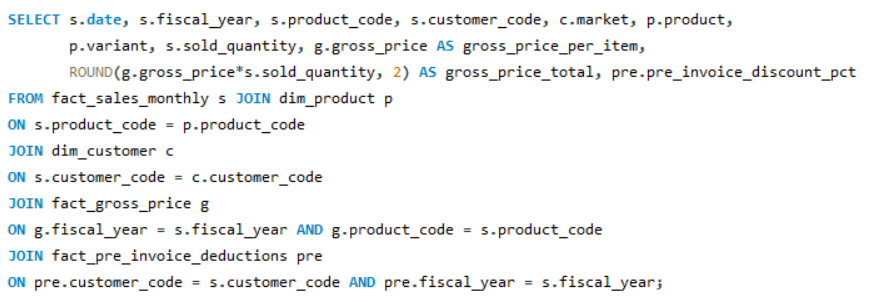 SELECT s.date, s.fiscal_year, s.product_code, s.customer_code, c.market, p.product,
p.variant, s.sold_quantity, g.gross_price AS gross_price_per_item,
ROUND(g.gross_price*s.sold_quantity, 2) AS gross_price_total, pre.pre_invoice_discount_pct
FROM fact_sales_monthly s JOIN dim_product p
ON s.product_code = p.product_code
JOIN dim_customer c
ON s.customer_code = c.customer_code
JOIN fact_gross_price g
ON g.fiscal_year = s.fiscal_year AND g.product_code = s.product_code
JOIN fact_pre_invoice_deductions pre
ON pre.customer_code = s.customer_code AND pre.fiscal_year = s.fiscal_year;